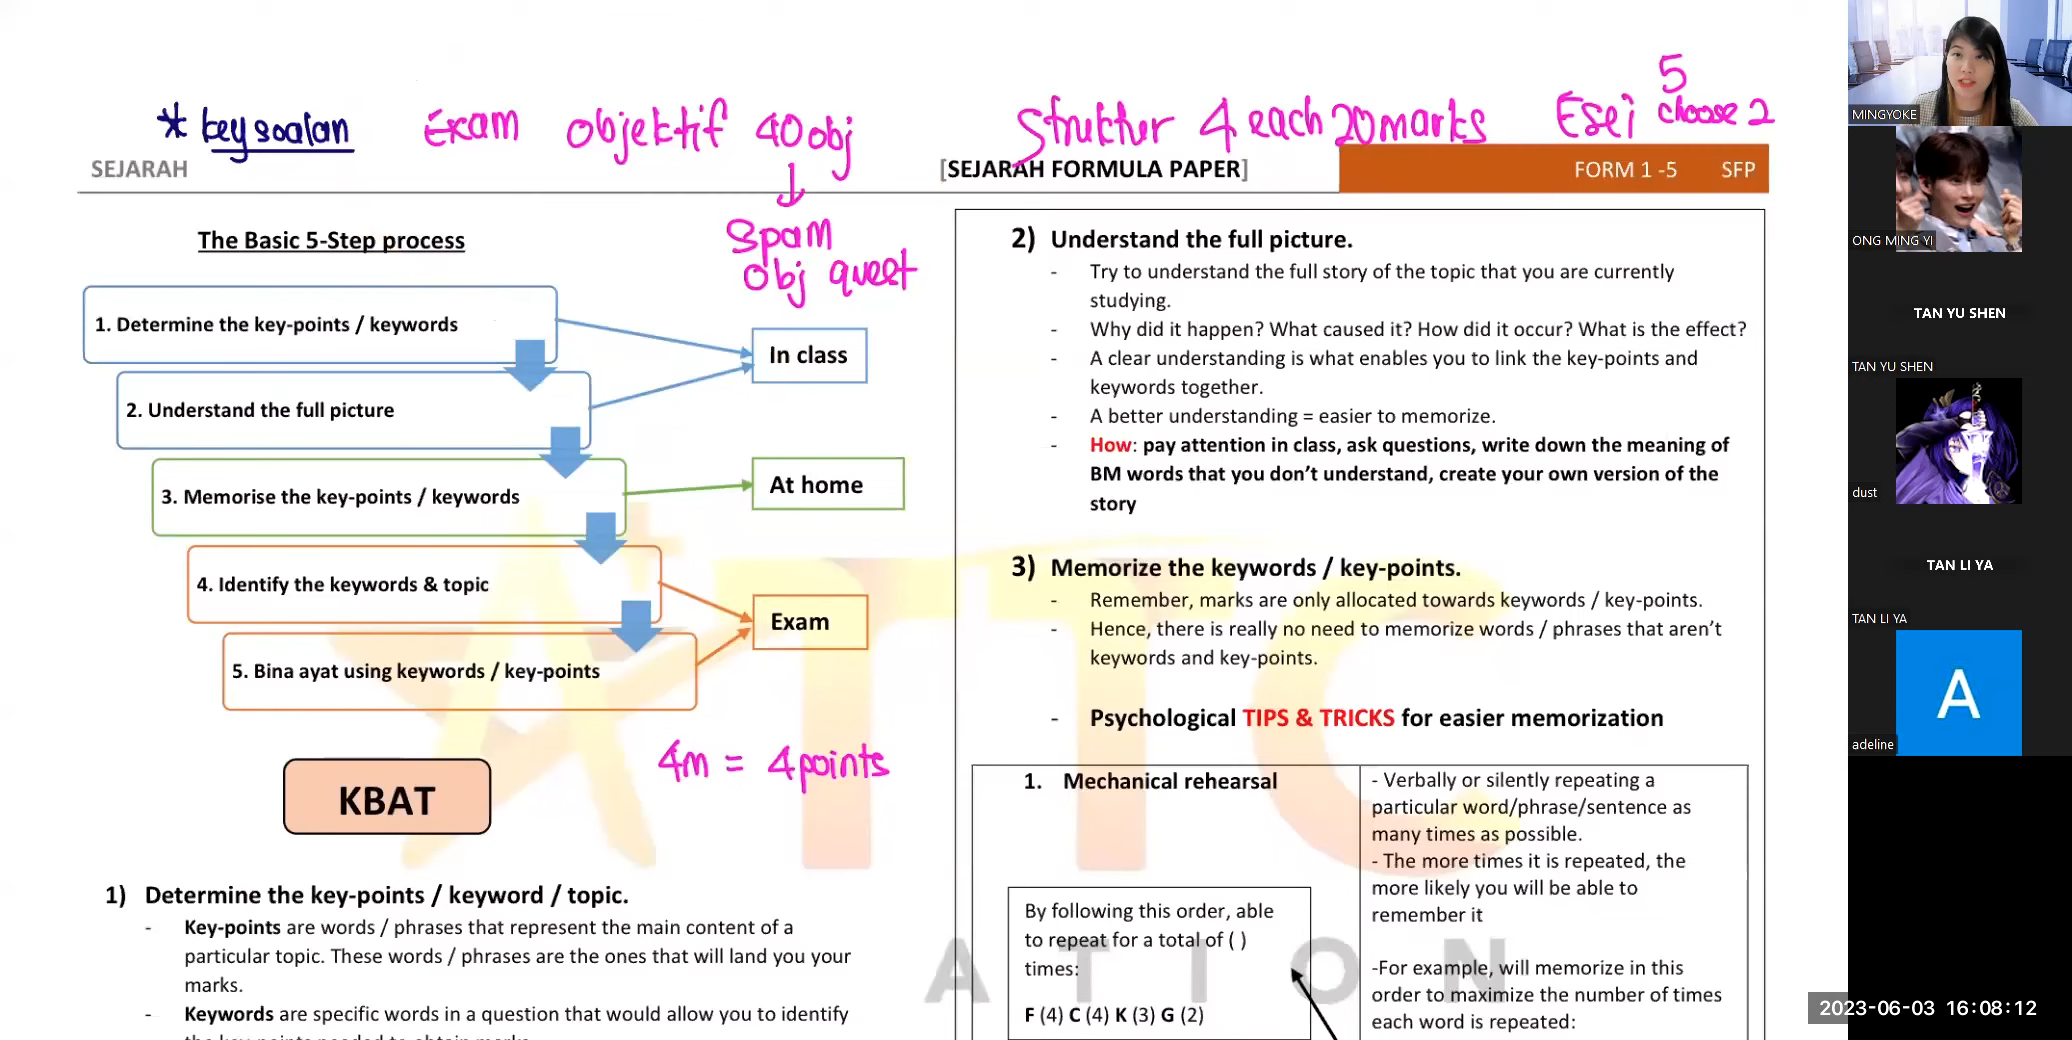 * key soalan
Exam
Objektif 40 obj
↓
Spam
Obj quest
Struktur 4 each 20 marks
Esei 5
choose 2
SEJARAH
[SEJARAH FORMULA PAPER]
FORM 1 -5 SFP
The Basic 5-Step process
1. Determine the key-points / keywords
2. Understand the full picture
In class
3. Memorise the key-points / keywords
At home
4. Identify the keywords & topic
5. Bina ayat using keywords / key-points
Exam
4m = 4 points
KBAT
1) Determine the key-points / keyword / topic.
- Key-points are words / phrases that represent the main content of a
particular topic. These words / phrases are the ones that will land you your
marks.
- Keywords are specific words in a question that would allow you to identify
2) Understand the full picture.
- Try to understand the full story of the topic that you are currently
studying.
- Why did it happen? What caused it? How did it occur? What is the effect?
- A clear understanding is what enables you to link the key-points and
keywords together.
- A better understanding = easier to memorize.
- How: pay attention in class, ask questions, write down the meaning of
BM words that you don't understand, create your own version of the
story
3) Memorize the keywords / key-points.
- Remember, marks are only allocated towards keywords / key-points.
- Hence, there is really no need to memorize words / phrases that aren't
keywords and key-points.
- Psychological TIPS & TRICKS for easier memorization
1. Mechanical rehearsal
By following this order, able
to repeat for a total of ( )
times:
F (4) C (4) K (3) G (2)
- Verbally or silently repeating a
particular word/phrase/sentence as
many times as possible.
- The more times it is repeated, the
more likely you will be able to
remember it
-For example, will memorize in this
order to maximize the number of times
each word is repeated:
ATTC
ATION
MINGYOKE
ONG MING YI
TAN YU SHEN
TAN YU SHEN
dust
TAN LI YA
TAN LI YA
A
adeline
2023-06-03 16:08:12